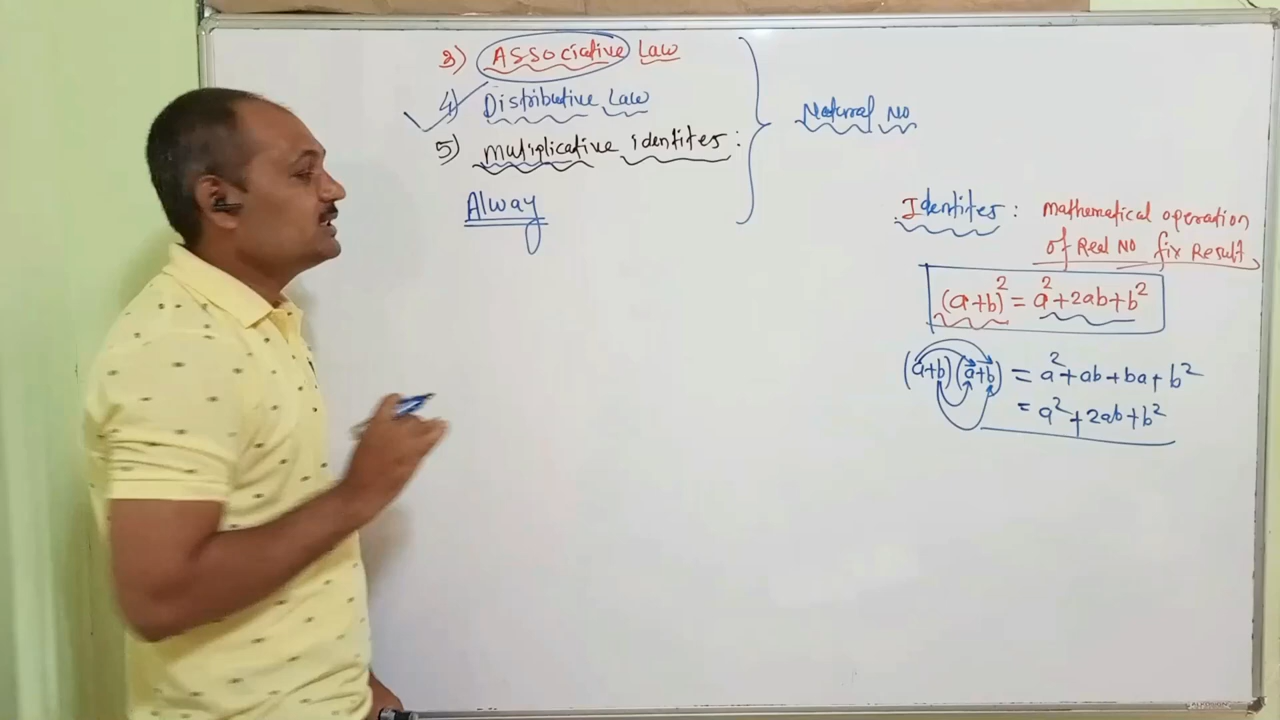 3) Associative Law
4) Distributive Law
5) Mutiplicative identites :
Alway
Natural No
Identites : Mathematical operation
of Real No fix Result
(a+b)² = a²+2ab+b²
(a+b)(a+b) = a²+ab+ba+b²
= a²+2ab+b²